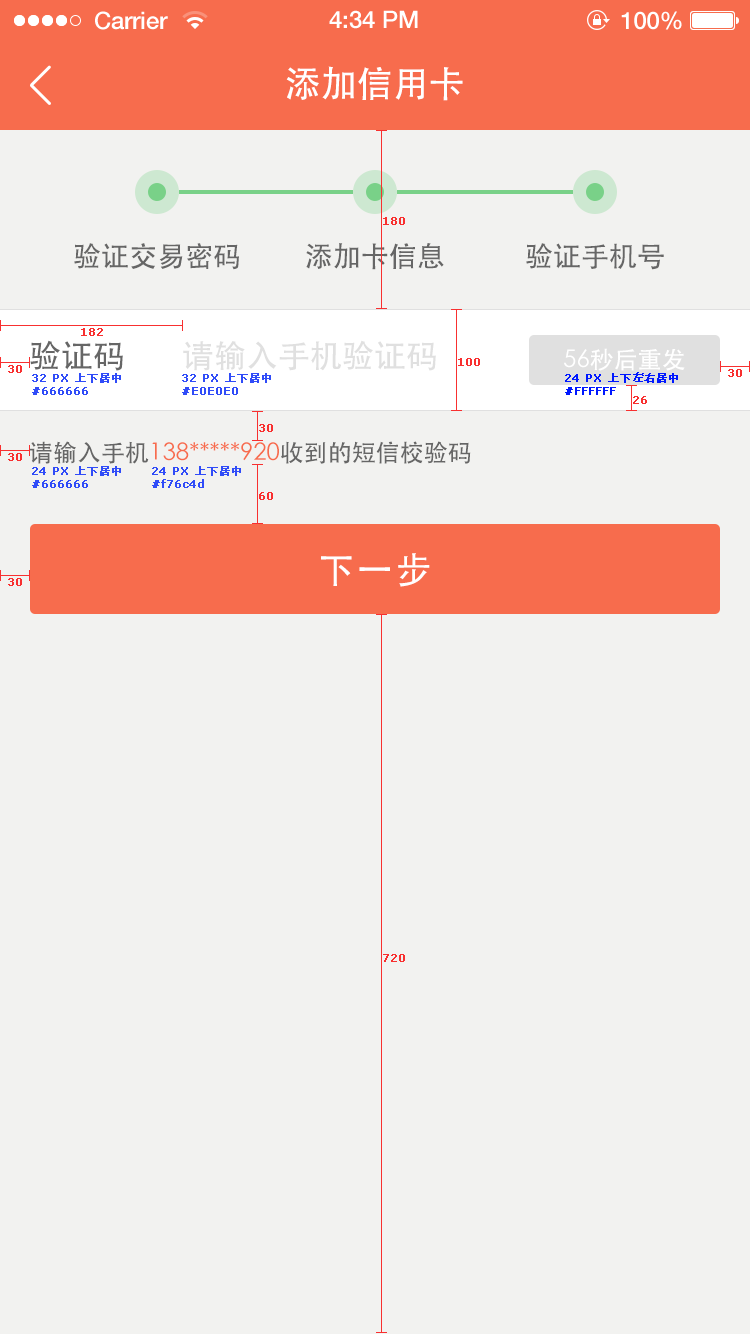 Carrier 4:34 PM 100%
添加信用卡
180
验证交易密码 添加卡信息 验证手机号
182
验证码 请输入手机验证码 56秒后重发
30 100 30
32 PX 上下居中 32 PX 上下居中 24 PX 上下左右居中
#666666 #E0E0E0 #FFFFFF
26
30
请输入手机138*****920收到的短信校验码
30
24 PX 上下居中 24 PX 上下居中
#666666 #f76c4d
60
下一步
30
720